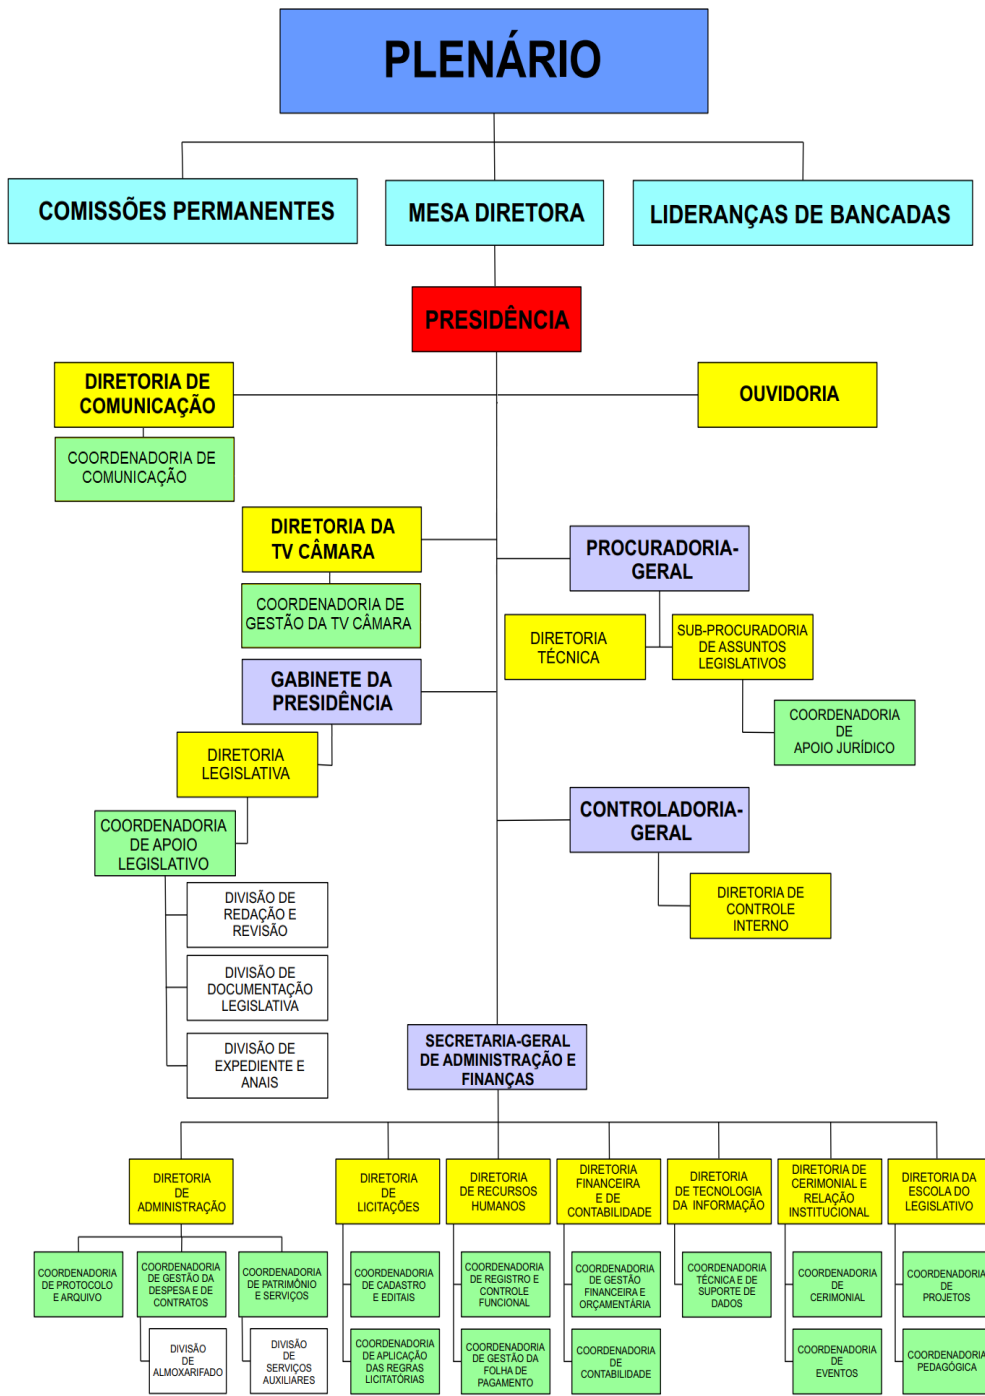 PLENÁRIO
COMISSÕES PERMANENTES
MESA DIRETORA
LIDERANÇAS DE BANCADAS
PRESIDÊNCIA
DIRETORIA DE
COMUNICAÇÃO
OUVIDORIA
COORDENADORIA DE
COMUNICAÇÃO
DIRETORIA DA
TV CÂMARA
PROCURADORIA-
GERAL
COORDENADORIA DE
GESTÃO DA TV CÂMARA
DIRETORIA
TÉCNICA
SUB-PROCURADORIA
DE ASSUNTOS
LEGISLATIVOS
GABINETE DA
PRESIDÊNCIA
COORDENADORIA
DE
APOIO JURÍDICO
DIRETORIA
LEGISLATIVA
CONTROLADORIA-
GERAL
COORDENADORIA
DE APOIO
LEGISLATIVO
DIRETORIA DE
CONTROLE
INTERNO
DIVISÃO DE
REDAÇÃO E
REVISÃO
DIVISÃO DE
DOCUMENTAÇÃO
LEGISLATIVA
DIVISÃO DE
EXPEDIENTE E
ANAIS
SECRETARIA-GERAL
DE ADMINISTRAÇÃO E
FINANÇAS
DIRETORIA
DE
ADMINISTRAÇÃO
DIRETORIA
DE
LICITAÇÕES
DIRETORIA
DE RECURSOS
HUMANOS
DIRETORIA
FINANCEIRA
E DE
CONTABILIDADE
DIRETORIA
DE TECNOLOGIA
DA INFORMAÇÃO
DIRETORIA DE
CERIMONIAL E
RELAÇÃO
INSTITUCIONAL
DIRETORIA DA
ESCOLA DO
LEGISLATIVO
COORDENADORIA
DE PROTOCOLO
E ARQUIVO
COORDENADORIA
DE GESTÃO DA
DESPESA E DE
CONTRATOS
COORDENADORIA
DE PATRIMÔNIO
E SERVIÇOS
COORDENADORIA
DE CADASTRO
E EDITAIS
COORDENADORIA
DE REGISTRO E
CONTROLE
FUNCIONAL
COORDENADORIA
DE GESTÃO
FINANCEIRA E
ORÇAMENTÁRIA
COORDENADORIA
TÉCNICA E DE
SUPORTE DE
DADOS
COORDENADORIA
DE
CERIMONIAL
COORDENADORIA
DE
PROJETOS
DIVISÃO
DE
ALMOXARIFADO
DIVISÃO
DE
SERVIÇOS
AUXILIARES
COORDENADORIA
DE APLICAÇÃO
DAS REGRAS
LICITATÓRIAS
COORDENADORIA
DE GESTÃO DA
FOLHA DE
PAGAMENTO
COORDENADORIA
DE
CONTABILIDADE
COORDENADORIA
DE
EVENTOS
COORDENADORIA
PEDAGÓGICA